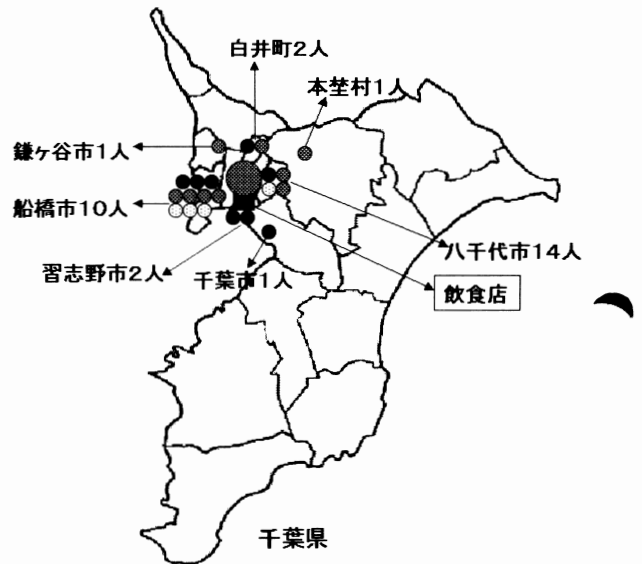 白井町2人
本埜村1人
鎌ヶ谷市1人
船橋市10人
八千代市14人
習志野市2人
千葉市1人
飲食店
千葉県